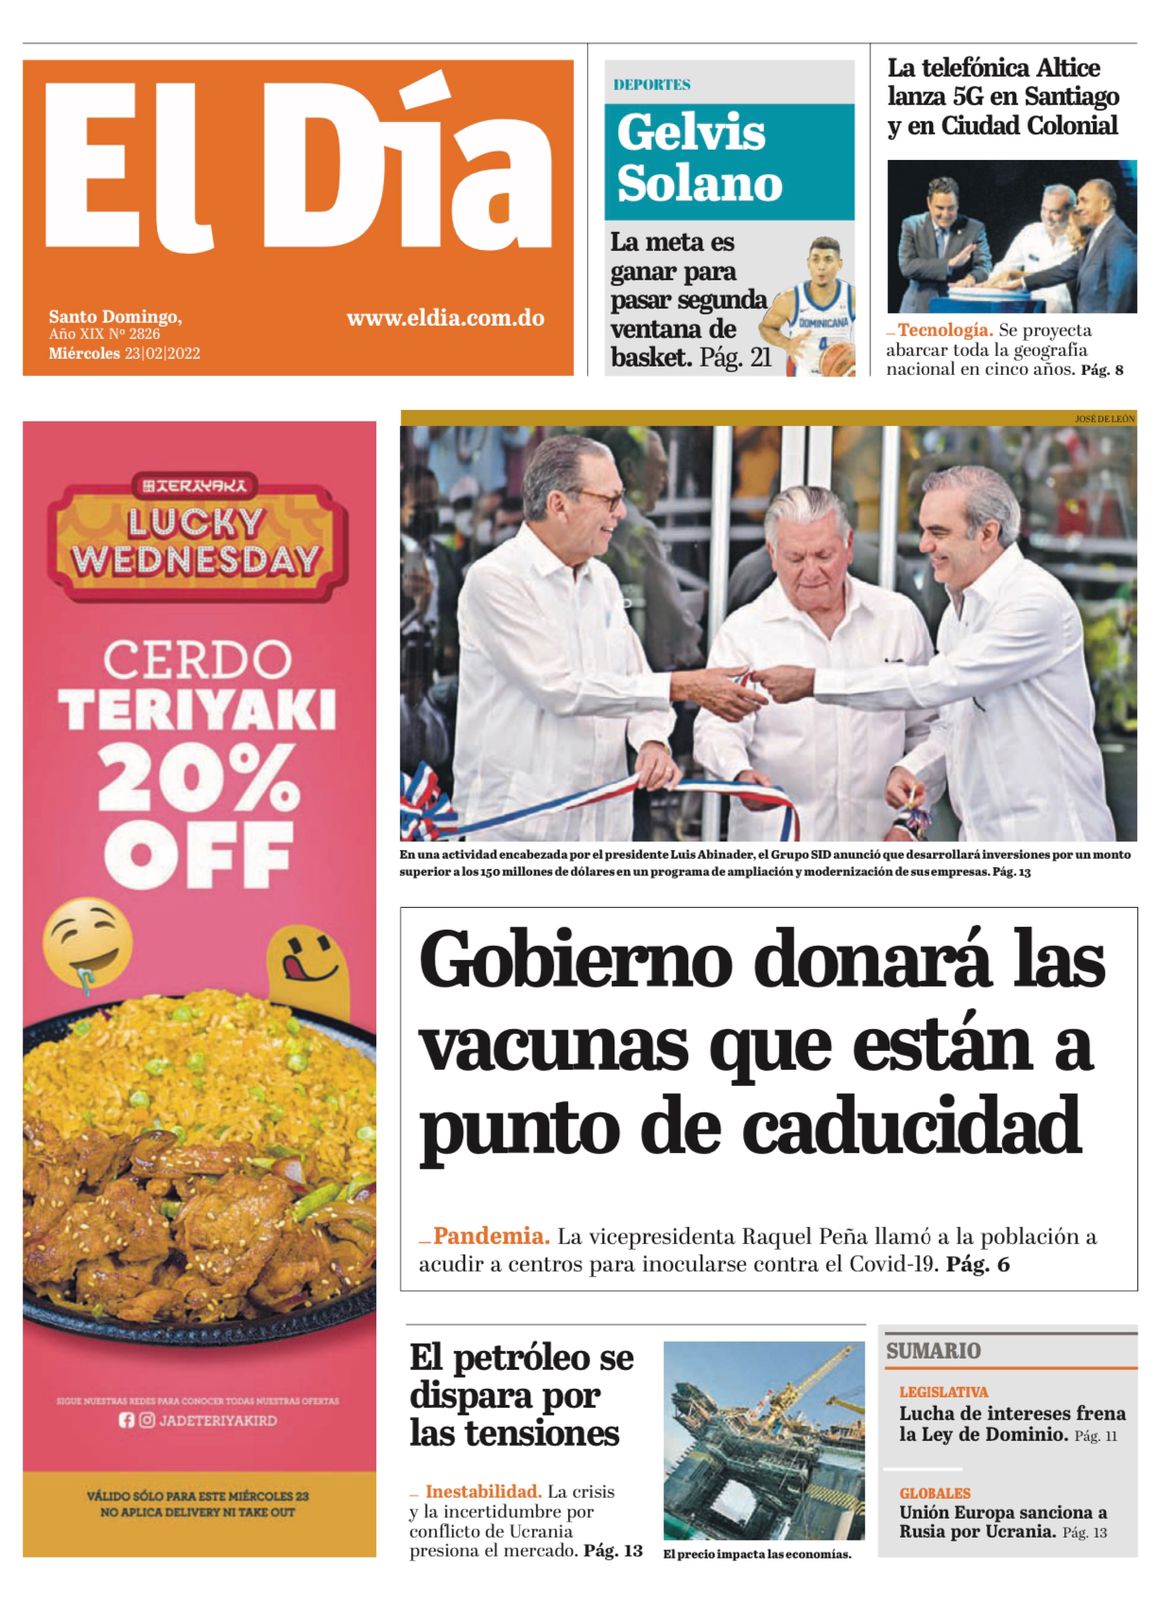 El Día
Santo Domingo,
Año XIX Nº 2826
Miércoles 23|02|2022
www.eldia.com.do
DEPORTES
Gelvis
Solano
La meta es
ganar para
pasar segunda
ventana de
basket. Pág. 21
DOMINICANA
4
La telefónica Altice
lanza 5G en Santiago
y en Ciudad Colonial
_Tecnología. Se proyecta
abarcar toda la geografía
nacional en cinco años. Pág. 8
TERIYAKI
LUCKY
WEDNESDAY
CERDO
TERIYAKI
20%
OFF
SIGUE NUESTRAS REDES PARA CONOCER TODAS NUESTRAS OFERTAS
JADETERIYAKIRD
VÁLIDO SÓLO PARA ESTE MIÉRCOLES 23
NO APLICA DELIVERY NI TAKE OUT
JOSÉ DE LEÓN
En una actividad encabezada por el presidente Luis Abinader, el Grupo SID anunció que desarrollará inversiones por un monto
superior a los 150 millones de dólares en un programa de ampliación y modernización de sus empresas. Pág. 13
Gobierno donará las
vacunas que están a
punto de caducidad
_Pandemia. La vicepresidenta Raquel Peña llamó a la población a
acudir a centros para inocularse contra el Covid-19. Pág. 6
El petróleo se
dispara por
las tensiones
_ Inestabilidad. La crisis
y la incertidumbre por
conflicto de Ucrania
presiona el mercado. Pág. 13
El precio impacta las economías.
SUMARIO
LEGISLATIVA
Lucha de intereses frena
la Ley de Dominio. Pág. 11
GLOBALES
Unión Europa sanciona a
Rusia por Ucrania. Pág. 13